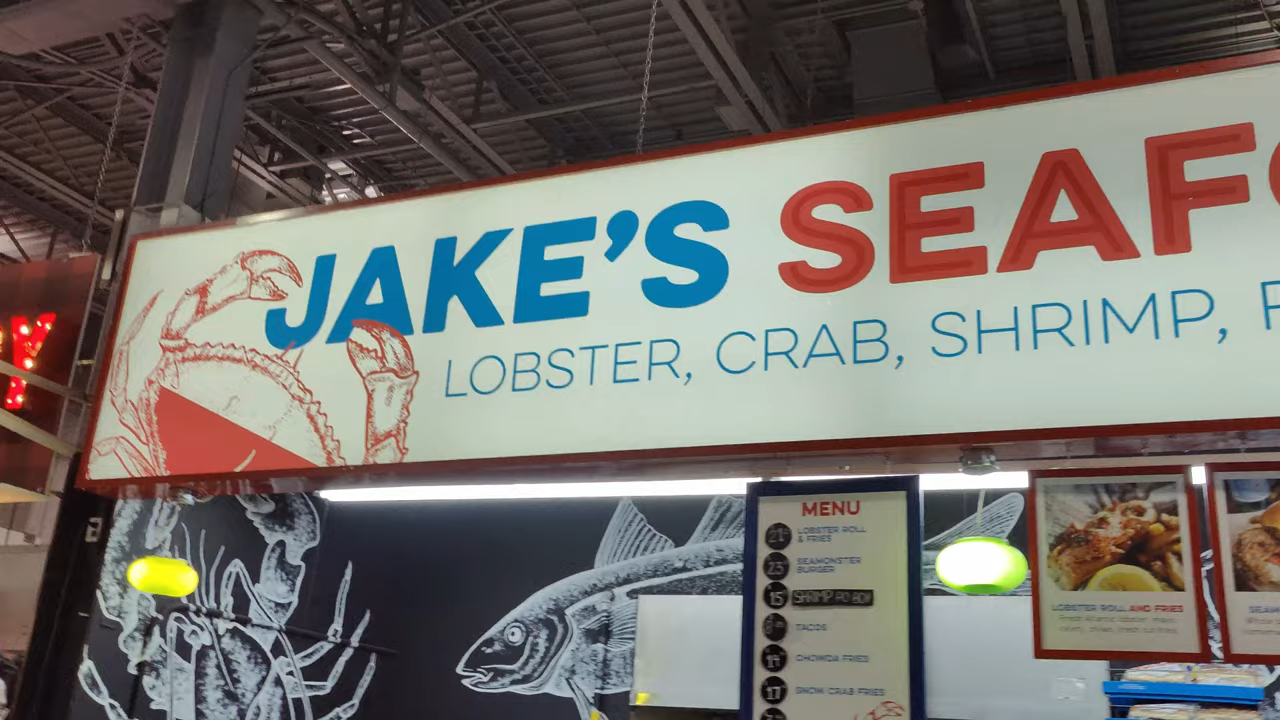 JAKE'S SEAFO
LOBSTER, CRAB, SHRIMP, F
Y
MENU
21 LOBSTER ROLL
& FRIES
23 SEAMONSTER
BURGER
15 SHRIMP PO BOY
TACOS
CHOWDA FRIES
17 SNOW CRAB FRIES
LOBSTER ROLL AND FRIES